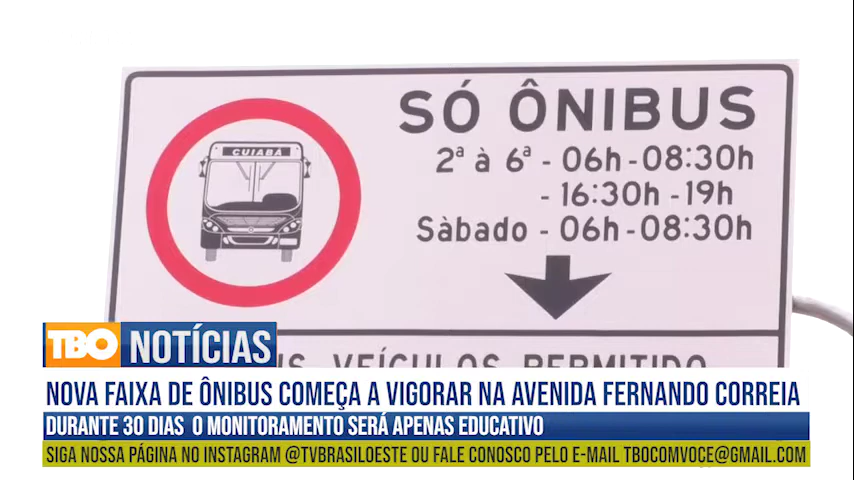 CUIABÁ
SÓ ÔNIBUS
2ª à 6ª - 06h - 08:30h
- 16:30h - 19h
Sàbado - 06h - 08:30h
VEÍCULOS PERMITIDO
TBO NOTÍCIAS
NOVA FAIXA DE ÔNIBUS COMEÇA A VIGORAR NA AVENIDA FERNANDO CORREIA
DURANTE 30 DIAS O MONITORAMENTO SERÁ APENAS EDUCATIVO
SIGA NOSSA PÁGINA NO INSTAGRAM @TVBRASILOESTE OU FALE CONOSCO PELO E-MAIL TBOCOMVOCE@GMAIL.COM